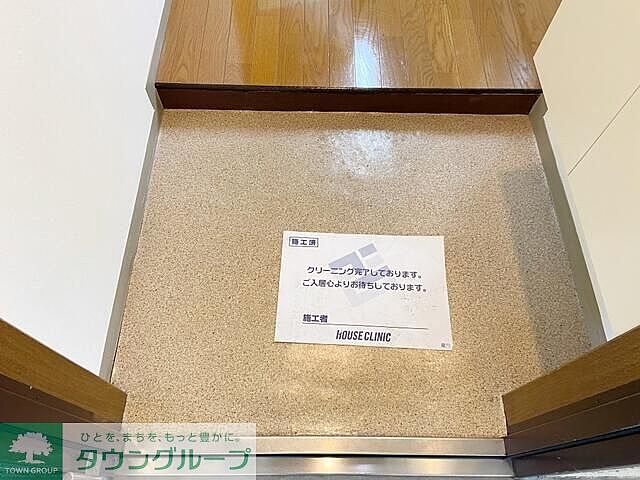 施工済
クリーニング完了しております。
ご入居心よりお待ちしております。
施工者
HOUSE CLINIC
ひとを、まちを、もっと豊かに。
TOWN GROUP
タウングループ